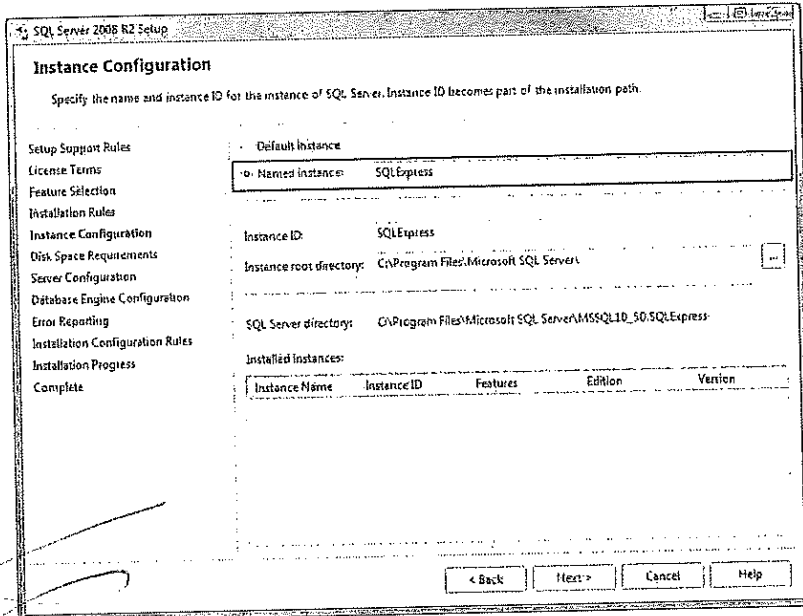 SQL Server 2008 R2 Setup
Instance Configuration
Specify the name and instance ID for the instance of SQL Server. Instance ID becomes part of the installation path.
Setup Support Rules
License Terms
Feature Selection
Installation Rules
Instance Configuration
Disk Space Requirements
Server Configuration
Database Engine Configuration
Error Reporting
Installation Configuration Rules
Installation Progress
Complete
Default Instance
Named instance: SQLExpress
Instance ID: SQLExpress
Instance root directory: C:\Program Files\Microsoft SQL Server\
...
SQL Server directory: C:\Program Files\Microsoft SQL Server\MSSQL10_50.SQLExpress
Installed instances:
Instance Name Instance ID Features Edition Version
< Back Next > Cancel Help